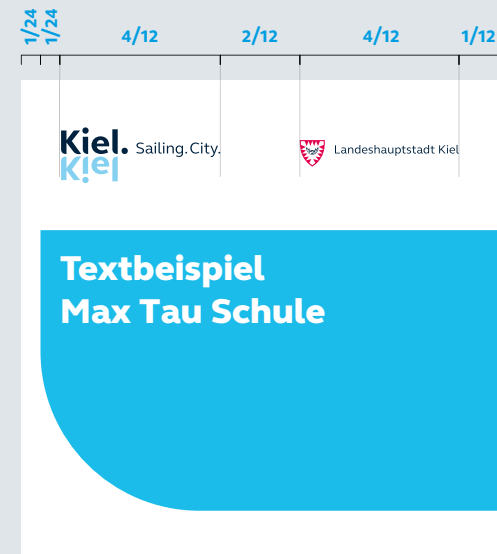 1/24 1/24 4/12 2/12 4/12 1/12
Kiel. Sailing.City.
Kiel
Landeshauptstadt Kiel
Textbeispiel
Max Tau Schule